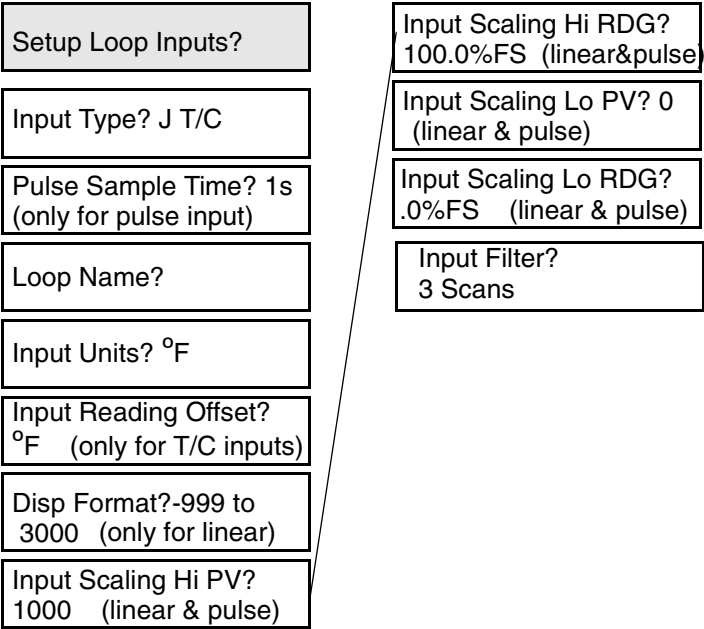 Setup Loop Inputs?
Input Type? J T/C
Pulse Sample Time? 1s
(only for pulse input)
Loop Name?
Input Units? °F
Input Reading Offset?
°F (only for T/C inputs)
Disp Format?-999 to
3000 (only for linear)
Input Scaling Hi PV?
1000 (linear & pulse)
Input Scaling Hi RDG?
100.0%FS (linear&pulse)
Input Scaling Lo PV? 0
(linear & pulse)
Input Scaling Lo RDG?
.0%FS (linear & pulse)
Input Filter?
3 Scans